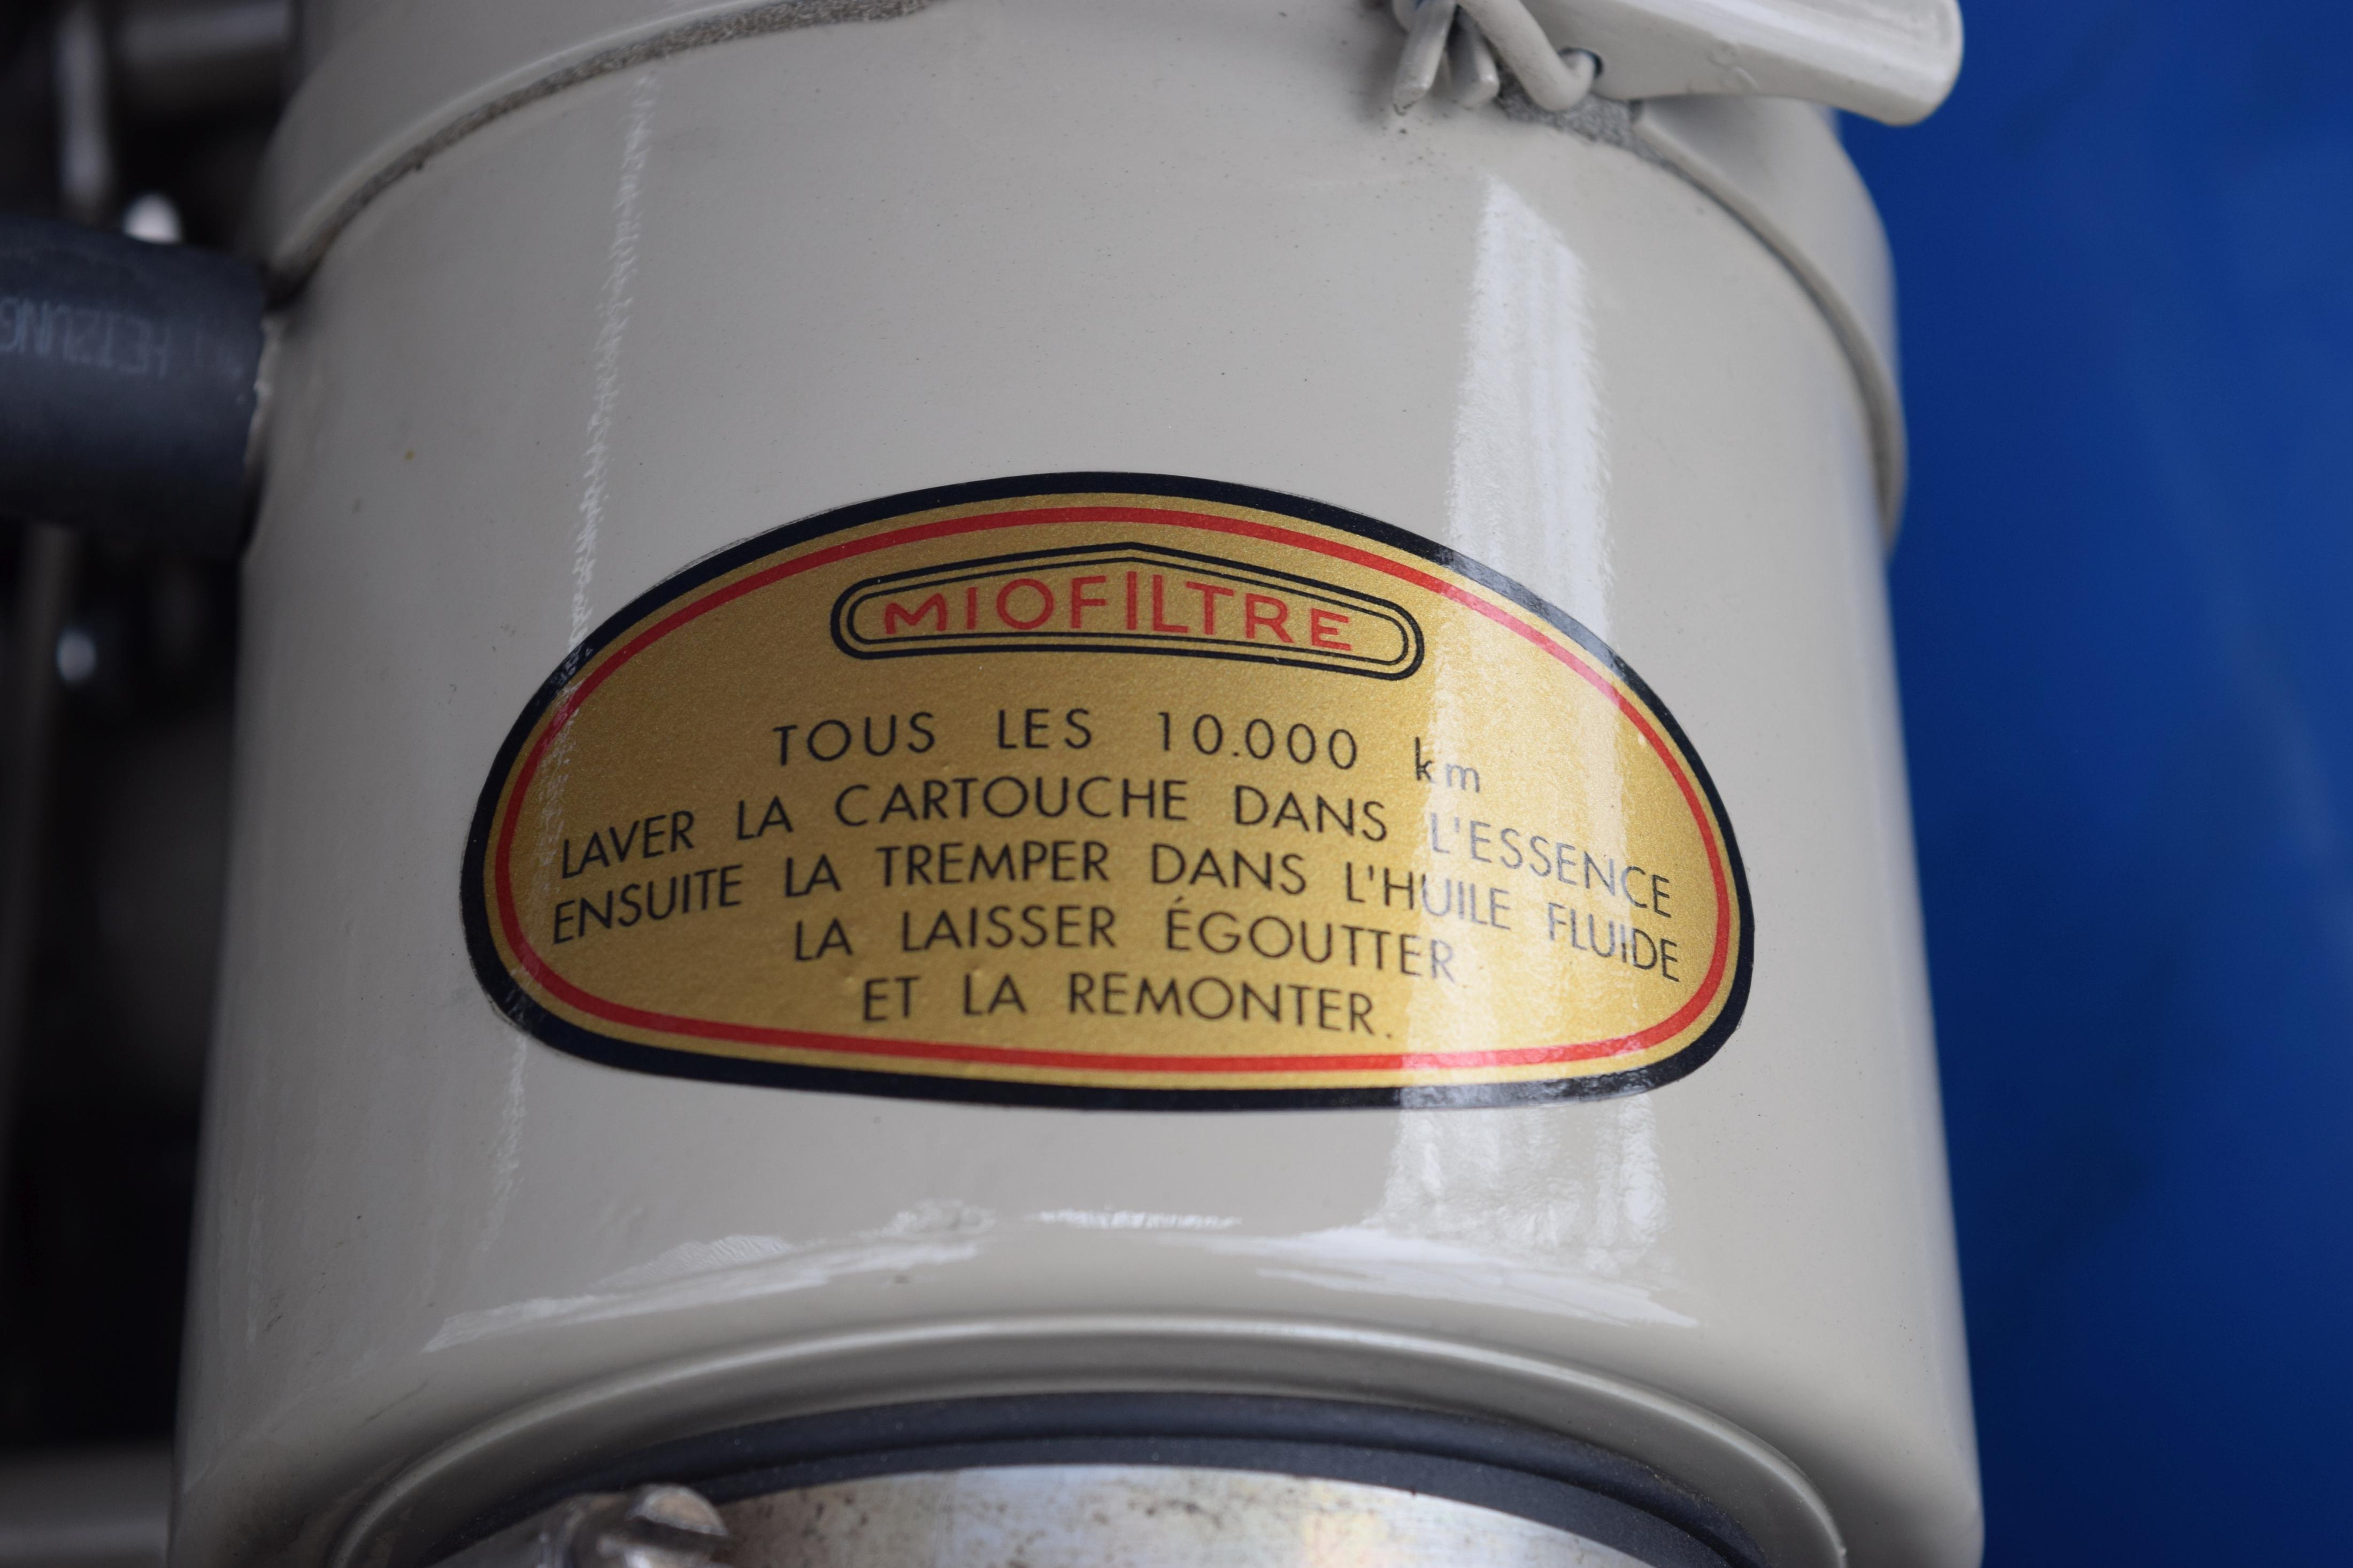 MIOFILTRE
TOUS LES 10.000 km
LAVER LA CARTOUCHE DANS L'ESSENCE
ENSUITE LA TREMPER DANS L'HUILE FLUIDE
LA LAISSER ÉGOUTTER
ET LA REMONTER.
HEIZUNG